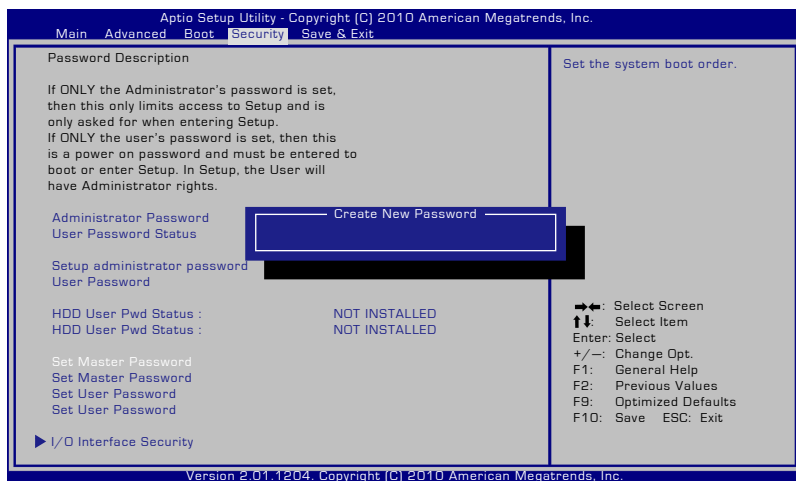 Aptio Setup Utility - Copyright (C) 2010 American Megatrends, Inc.
Main Advanced Boot Security Save & Exit
Password Description
If ONLY the Administrator's password is set,
then this only limits access to Setup and is
only asked for when entering Setup.
If ONLY the user's password is set, then this
is a power on password and must be entered to
boot or enter Setup. In Setup, the User will
have Administrator rights.
Administrator Password
User Password Status
Create New Password
Setup administrator password
User Password
HDD User Pwd Status : NOT INSTALLED
HDD User Pwd Status : NOT INSTALLED
Set Master Password
Set Master Password
Set User Password
Set User Password
I/O Interface Security
Set the system boot order.
→←: Select Screen
↑↓: Select Item
Enter: Select
+/—: Change Opt.
F1: General Help
F2: Previous Values
F9: Optimized Defaults
F10: Save ESC: Exit
Version 2.01.1204. Copyright (C) 2010 American Megatrends, Inc.